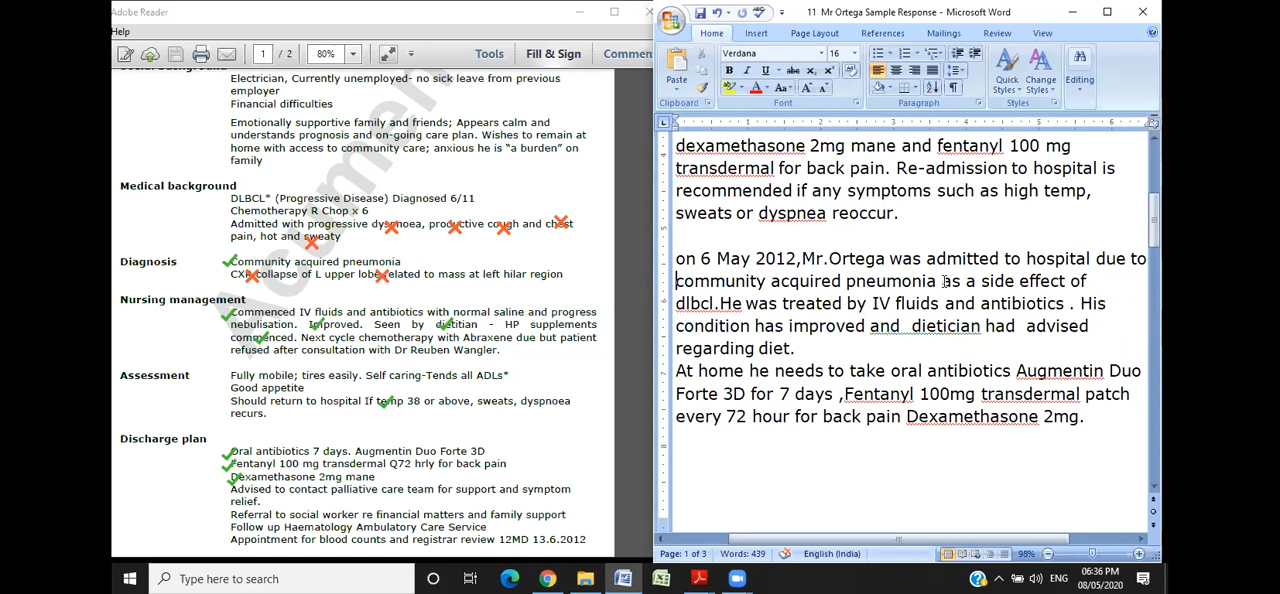 Adobe Reader
11 Mr Ortega Sample Response - Microsoft Word
Help
Home Insert Page Layout References Mailings Review View
1 / 2 80% Tools Fill & Sign Commen
Verdana 16
Paste Quick Styles Change Styles Editing
Clipboard Font Paragraph Styles
Electrician, Currently unemployed- on sick leave from previous
employer
Financial difficulties
Emotionally supportive family and friends; Appears calm and
understands prognosis and on-going care plan. Wishes to remain at
home with access to community care; anxious he is “a burden” on
family
Medical background
DLBCL* (Progressive Disease) Diagnosed 6/11
Chemotherapy R Chop x 6
Admitted with progressive dyspnoea, productive cough and chest
pain, hot and sweaty
Diagnosis Community acquired pneumonia
CXR collapse of L upper lobe related to mass at left hilar region
Nursing management
Commenced IV fluids and antibiotics with normal saline and progress
nebulisation. Improved. Seen by dietitian - HP supplements
commenced. Next cycle chemotherapy with Abraxene due but patient
refused after consultation with Dr Reuben Wangler.
Assessment Fully mobile; tires easily. Self caring-Tends all ADLs*
Good appetite
Should return to hospital If temp 38 or above, sweats, dyspnoea
recurs.
Discharge plan
Oral antibiotics 7 days. Augmentin Duo Forte 3D
Fentanyl 100 mg transdermal Q72 hrly for back pain
Dexamethasone 2mg mane
Advised to contact palliative care team for support and symptom
relief.
Referral to social worker re financial matters and family support
Follow up Haematology Ambulatory Care Service
Appointment for blood counts and registrar review 12MD 13.6.2012
dexamethasone 2mg mane and fentanyl 100 mg
transdermal for back pain. Re-admission to hospital is
recommended if any symptoms such as high temp,
sweats or dyspnea reoccur.
on 6 May 2012,Mr.Ortega was admitted to hospital due to
community acquired pneumonia as a side effect of
dlbcl.He was treated by IV fluids and antibiotics . His
condition has improved and dietician had advised
regarding diet.
At home he needs to take oral antibiotics Augmentin Duo
Forte 3D for 7 days ,Fentanyl 100mg transdermal patch
every 72 hour for back pain Dexamethasone 2mg.
Page: 1 of 3 Words: 439 English (India) 98%
Type here to search
ENG
06:36 PM
08/05/2020